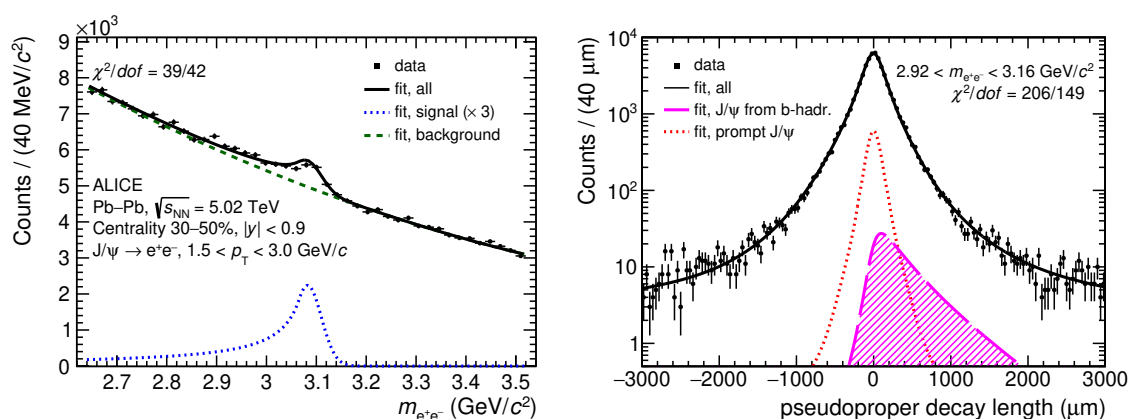 ×10³
9
8
7
6
5
4
3
2
1
0
Counts / (40 MeV/c²)
χ²/dof = 39/42
data
fit, all
fit, signal (× 3)
fit, background
ALICE
Pb–Pb, √sNN = 5.02 TeV
Centrality 30–50%, |y| < 0.9
J/ψ → e⁺e⁻, 1.5 < pT < 3.0 GeV/c
2.7 2.8 2.9 3 3.1 3.2 3.3 3.4 3.5
m e⁺e⁻ (GeV/c²)
10⁴
10³
10²
10
1
Counts / (40 μm)
data
fit, all
fit, J/ψ from b-hadr.
fit, prompt J/ψ
2.92 < m e⁺e⁻ < 3.16 GeV/c²
χ²/dof = 206/149
−3000 −2000 −1000 0 1000 2000 3000
pseudoproper decay length (μm)